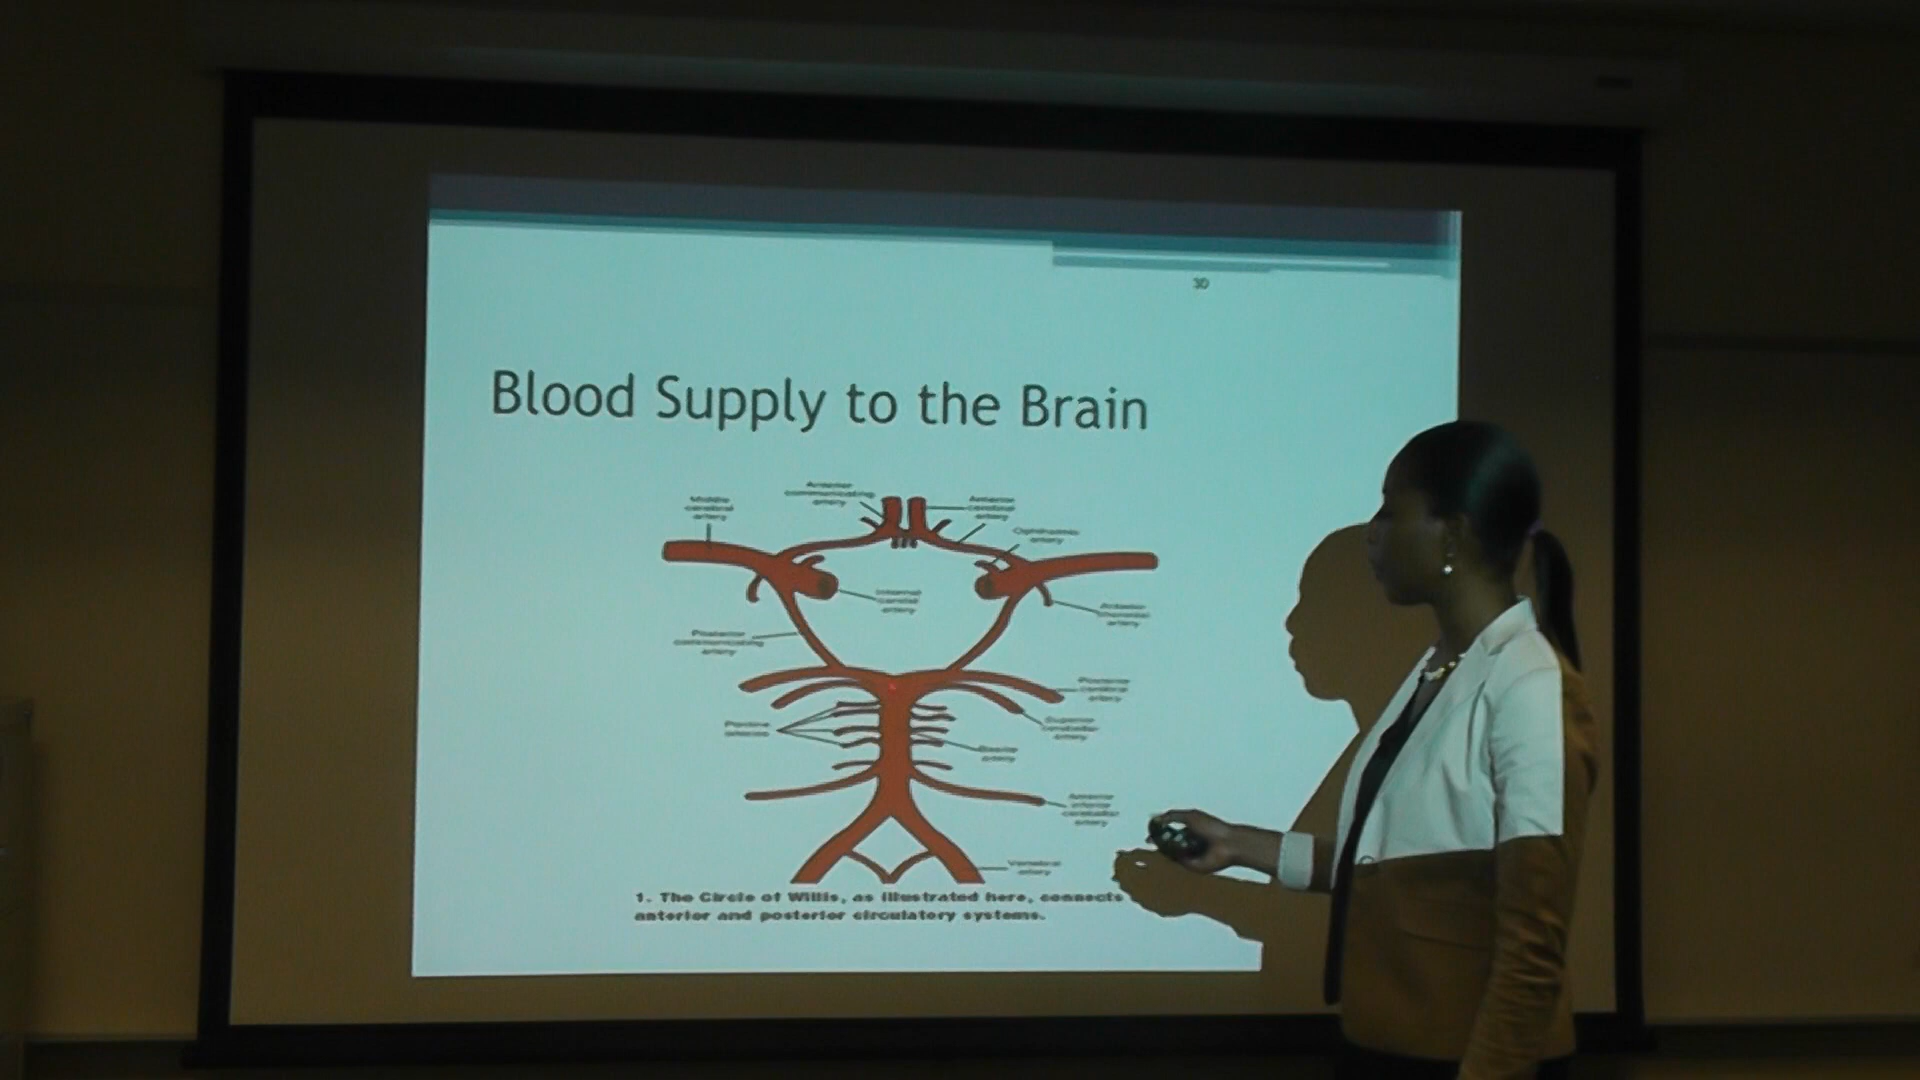 30
Blood Supply to the Brain
Anterior
communicating
artery
Middle
cerebral
artery
Anterior
cerebral
artery
Ophthalmic
artery
Internal
carotid
artery
Anterior
choroidal
artery
Posterior
communicating
artery
Posterior
cerebral
artery
Pontine
arteries
Superior
cerebellar
artery
Basilar
artery
Anterior
inferior
cerebellar
artery
Vertebral
artery
1. The Circle of Willis, as illustrated here, connects
anterior and posterior circulatory systems.